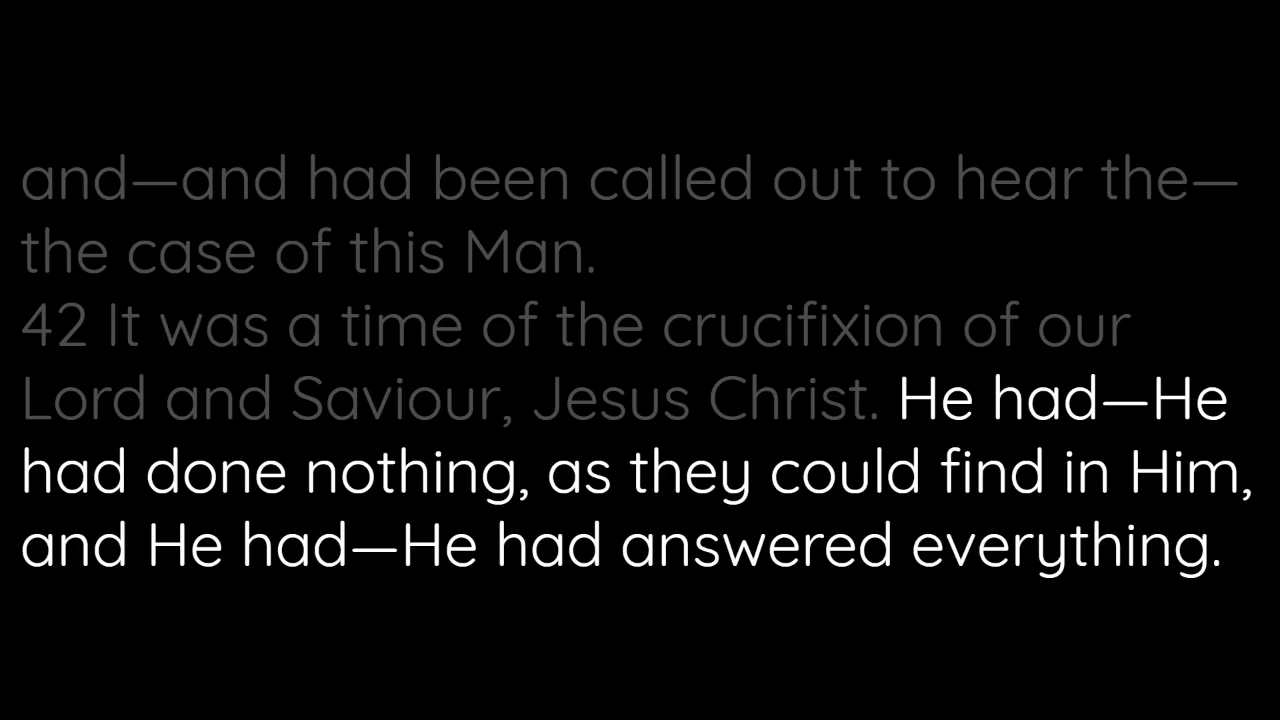 and—and had been called out to hear the—
the case of this Man.
42 It was a time of the crucifixion of our
Lord and Saviour, Jesus Christ. He had—He
had done nothing, as they could find in Him,
and He had—He had answered everything.